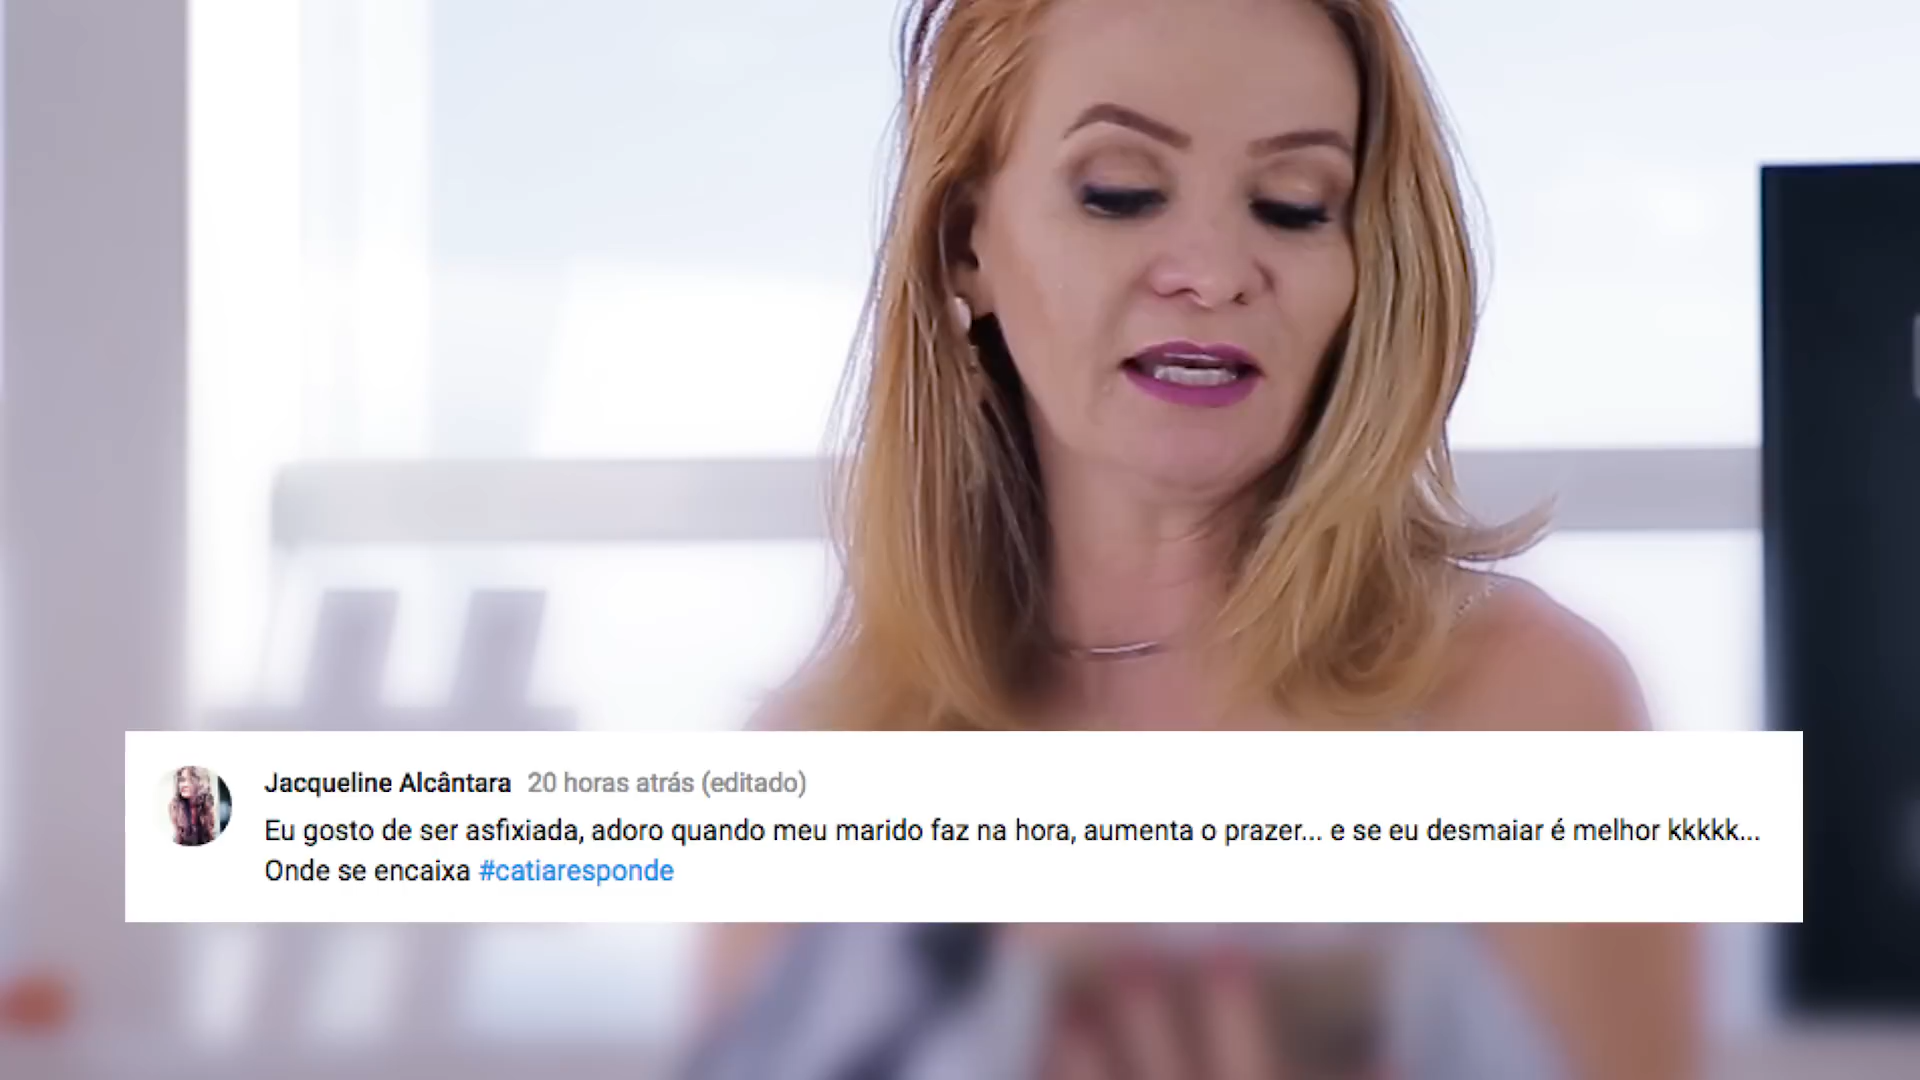 Jacqueline Alcântara 20 horas atrás (editado)
Eu gosto de ser asfixiada, adoro quando meu marido faz na hora, aumenta o prazer... e se eu desmaiar é melhor kkkkk...
Onde se encaixa #catiaresponde